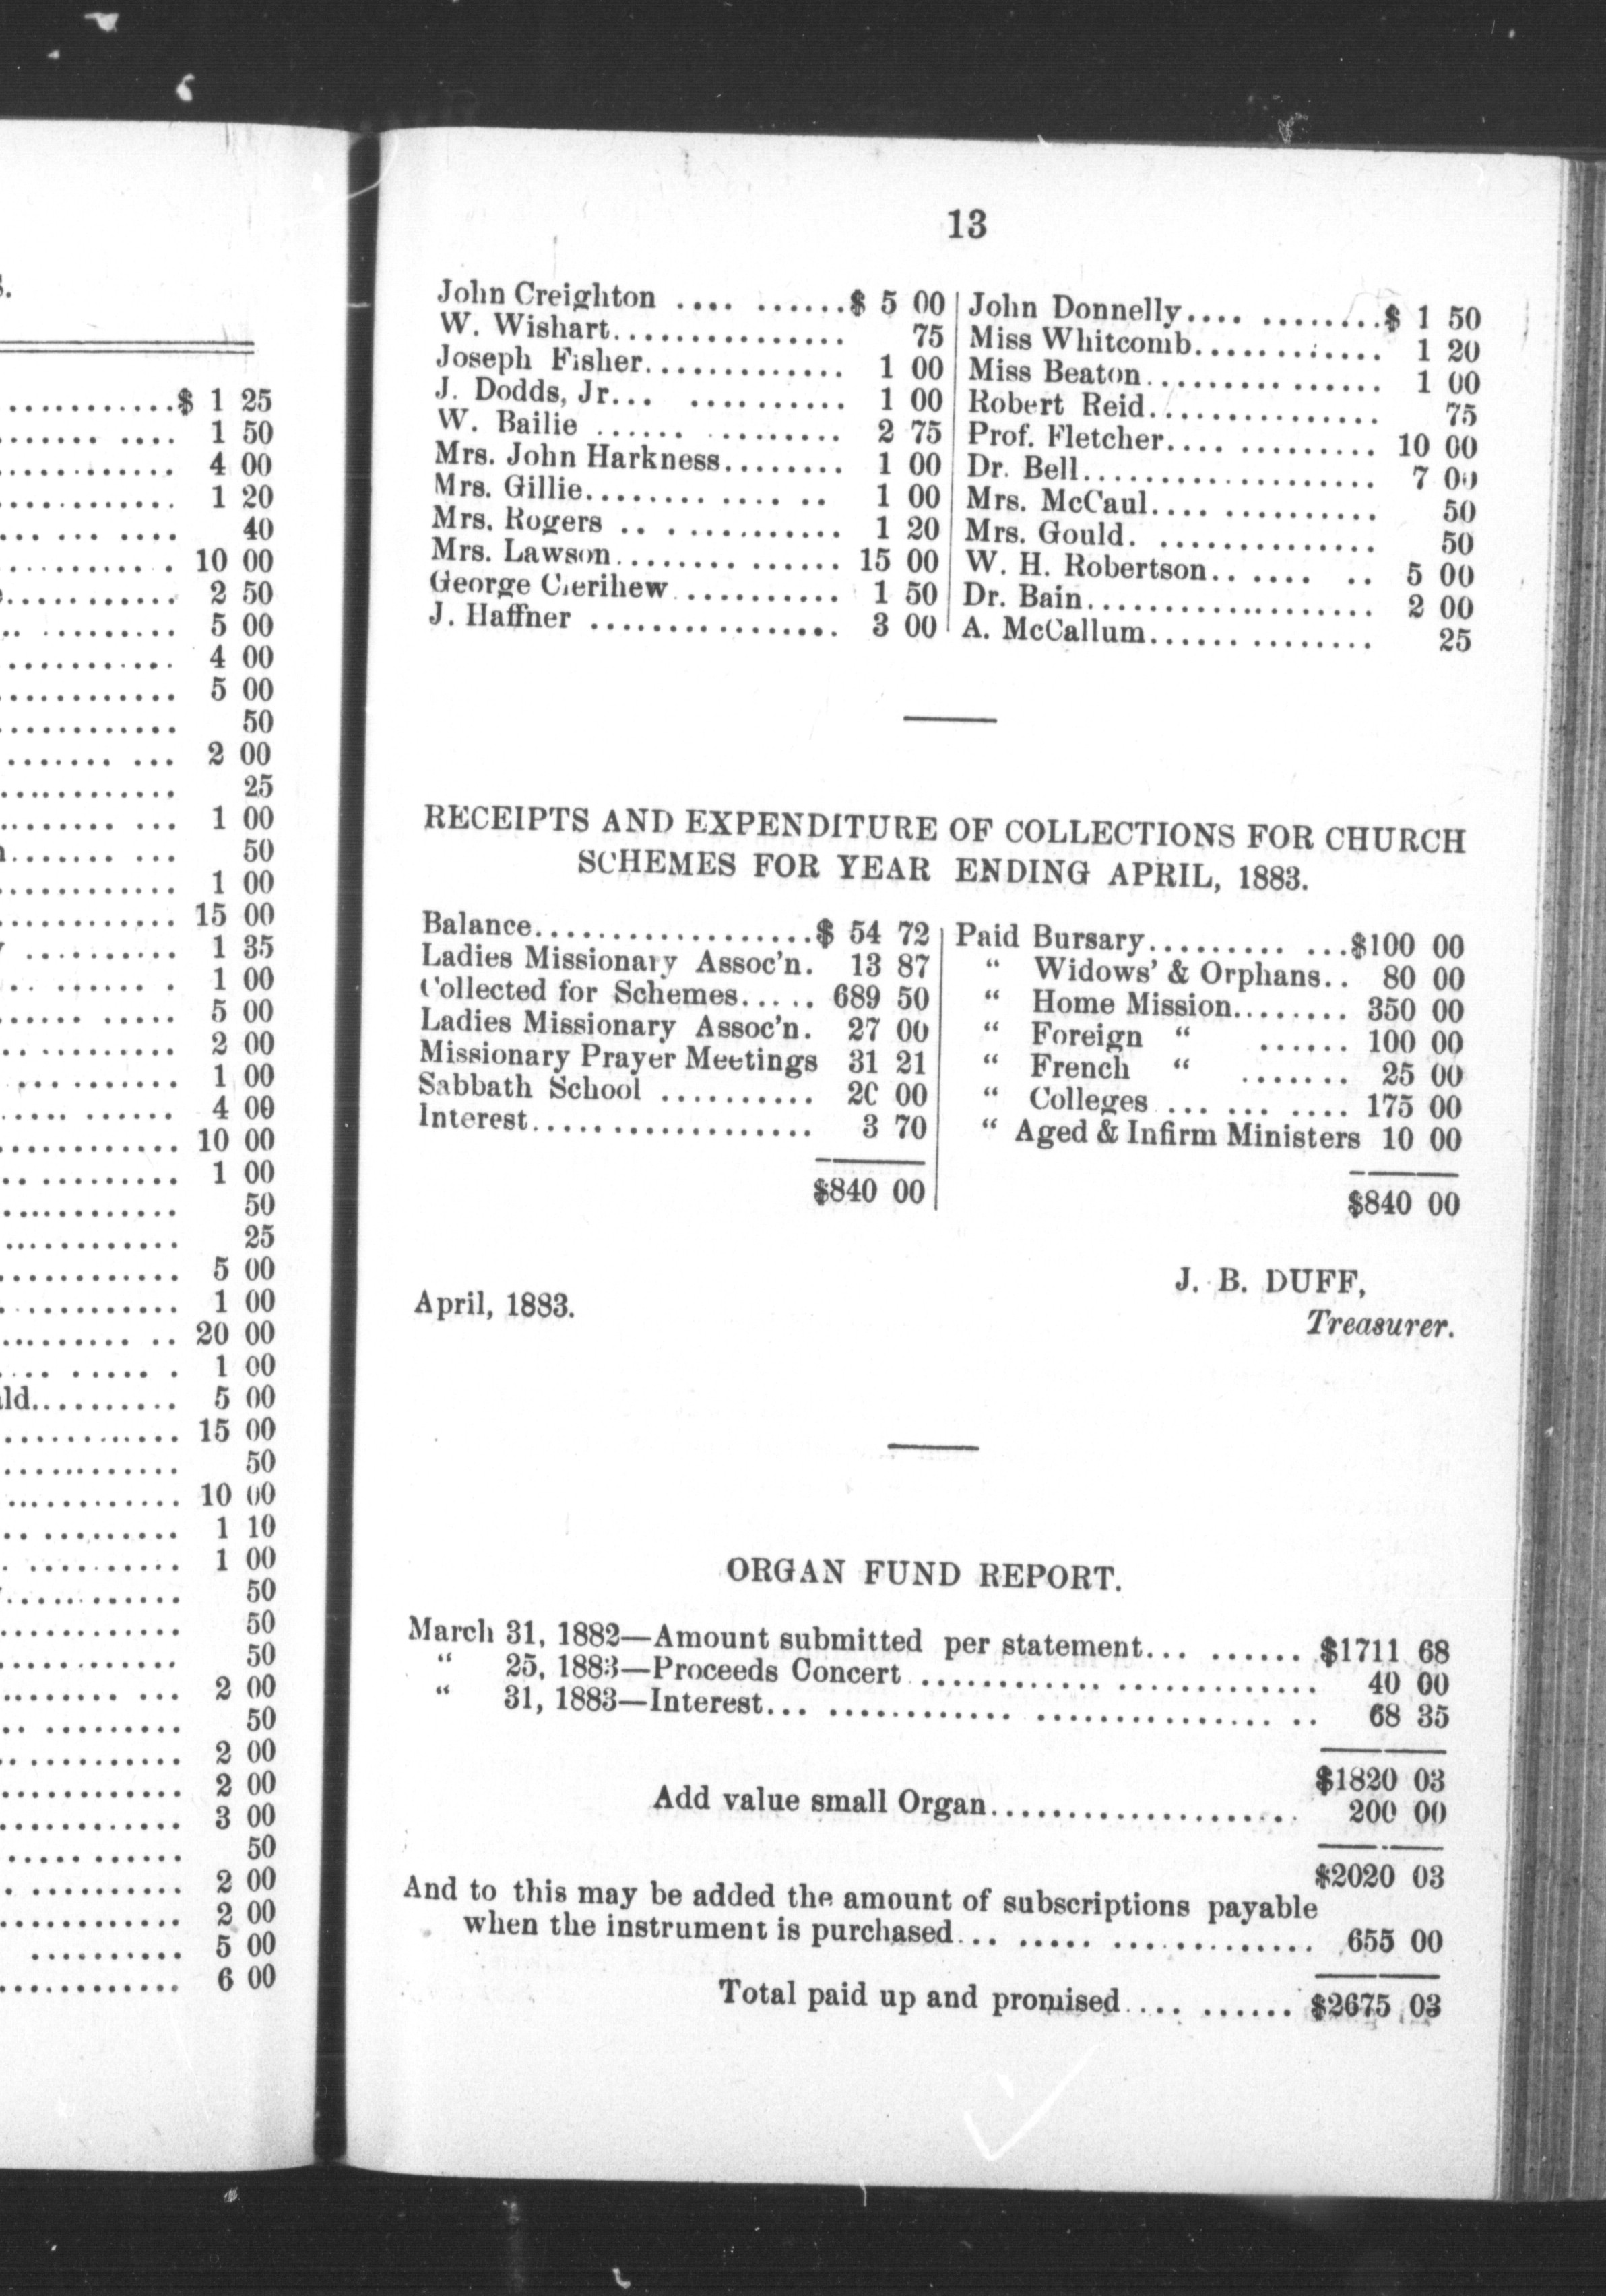 S.
$ 1 25
1 50
4 00
1 20
40
10 00
2 50
5 00
4 00
5 00
50
2 00
25
1 00
50
1 00
15 00
1 35
1 00
5 00
2 00
1 00
4 00
10 00
1 00
50
25
5 00
1 00
20 00
1 00
ld.......... 5 00
15 00
50
10 00
1 10
1 00
50
50
50
2 00
50
2 00
2 00
3 00
50
2 00
2 00
5 00
6 00
13
John Creighton .... ......$ 5 00
W. Wishart................ 75
Joseph Fisher............. 1 00
J. Dodds, Jr... .......... 1 00
W. Bailie ...... ......... 2 75
Mrs. John Harkness........ 1 00
Mrs. Gillie........ .... .. 1 00
Mrs. Rogers .. ........... 1 20
Mrs. Lawson........ ...... 15 00
George Clerihew .......... 1 50
J. Haffner ................ 3 00
John Donnelly.... ........$ 1 50
Miss Whitcomb............ 1 20
Miss Beaton......... ...... 1 00
Robert Reid............... 75
Prof. Fletcher.... ......... 10 00
Dr. Bell................... 7 00
Mrs. McCaul.... .......... 50
Mrs. Gould. .............. 50
W. H. Robertson.. .... .. 5 00
Dr. Bain................... 2 00
A. McCallum...... ........ 25
RECEIPTS AND EXPENDITURE OF COLLECTIONS FOR CHURCH
SCHEMES FOR YEAR ENDING APRIL, 1883.
Balance..................$ 54 72
Ladies Missionary Assoc'n. 13 87
Collected for Schemes..... 689 50
Ladies Missionary Assoc'n. 27 00
Missionary Prayer Meetings 31 21
Sabbath School .......... 20 00
Interest.................. 3 70
$840 00
Paid Bursary......... ...$100 00
“ Widows' & Orphans.. 80 00
“ Home Mission........ 350 00
“ Foreign “ ...... 100 00
“ French “ ....... 25 00
“ Colleges ... ... .... 175 00
“ Aged & Infirm Ministers 10 00
$840 00
J. B. DUFF,
April, 1883.
Treasurer.
ORGAN FUND REPORT.
March 31, 1882—Amount submitted per statement... ...... $1711 68
“ 25, 1883—Proceeds Concert ............ ............. 40 00
“ 31, 1883—Interest... ............ ............... .. 68 35
$1820 03
Add value small Organ.................... 200 00
$2020 03
And to this may be added the amount of subscriptions payable
when the instrument is purchased... ..... ............. 655 00
Total paid up and promised.... ...... $2675 03